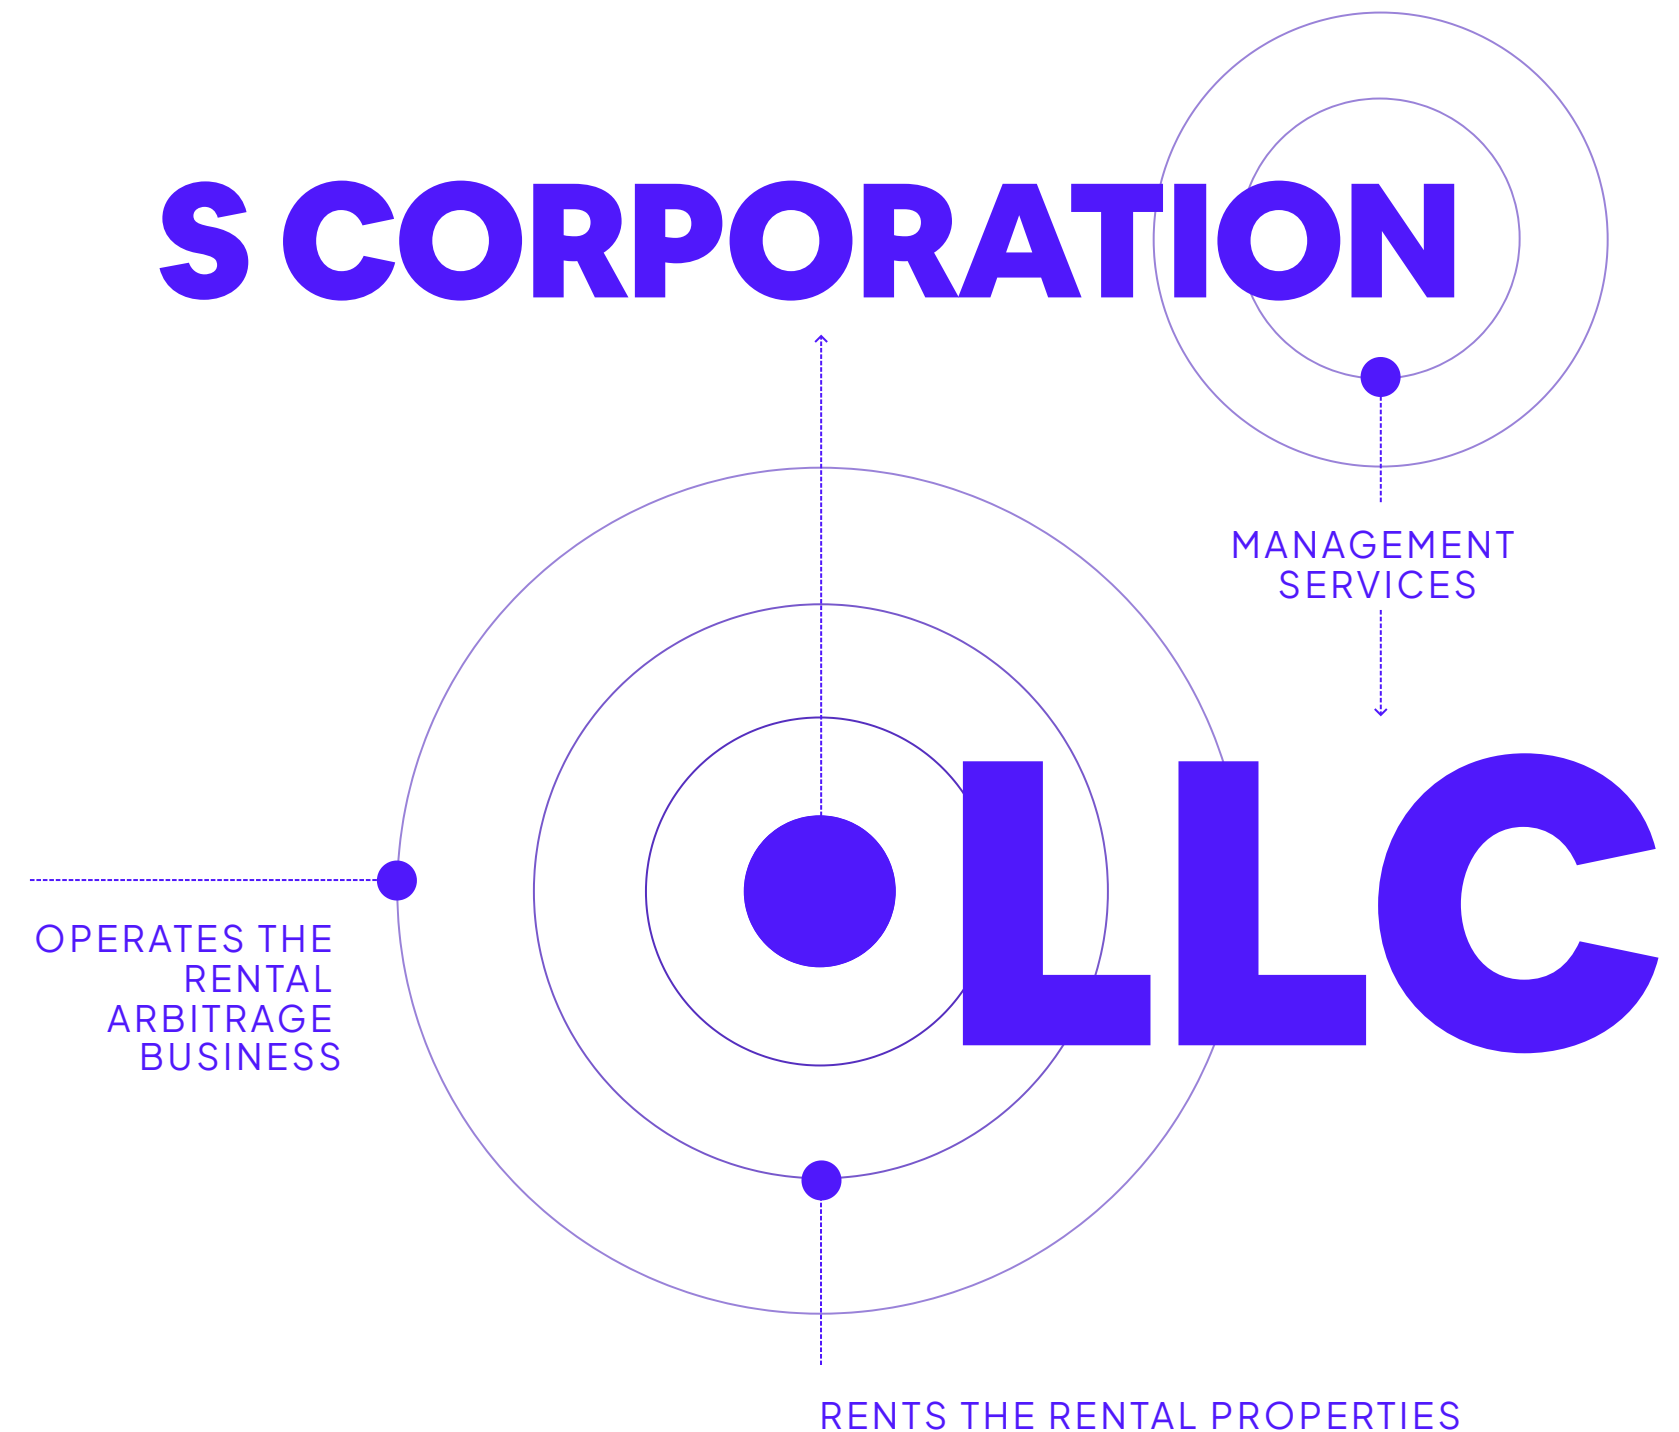 S CORPORATION
MANAGEMENT
SERVICES
LLC
OPERATES THE
RENTAL
ARBITRAGE
BUSINESS
RENTS THE RENTAL PROPERTIES